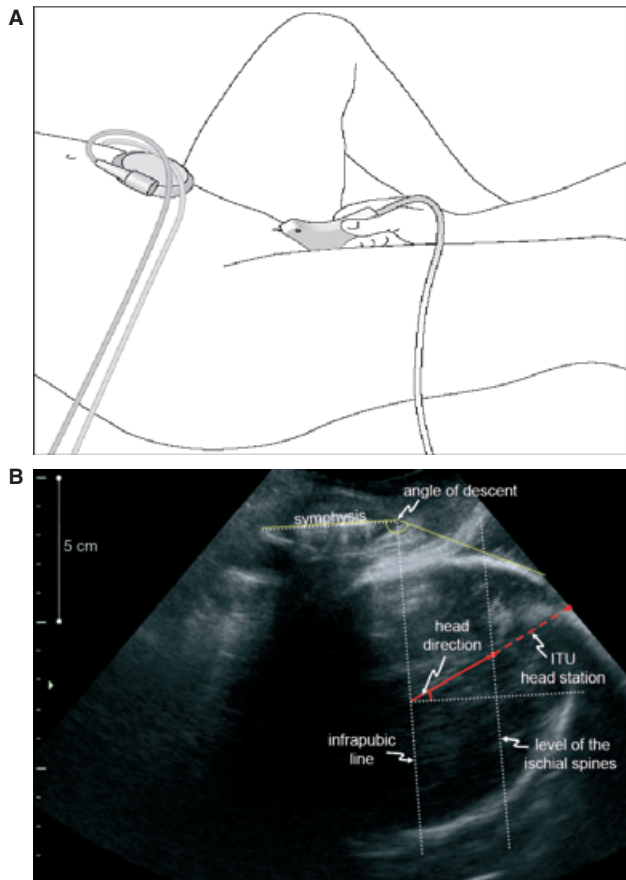 A
B
5 cm
symphysis
angle of descent
head
direction
ITU
head station
infrapubic
line
level of the
ischial spines